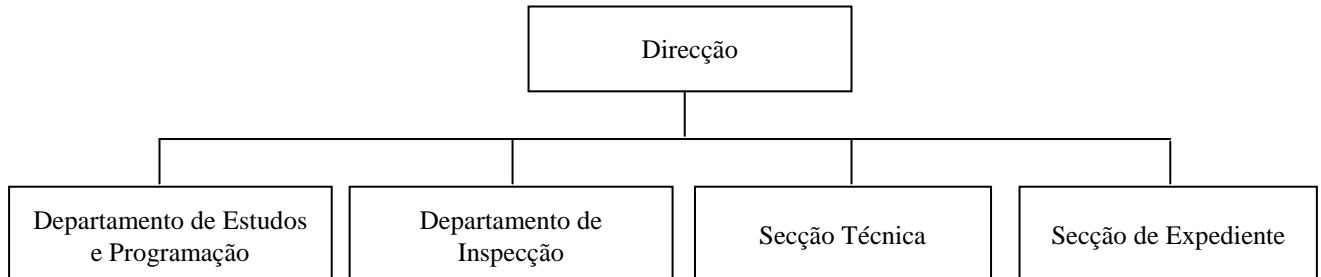 Direcção
Departamento de Estudos
e Programação
Departamento de
Inspecção
Secção Técnica
Secção de Expediente